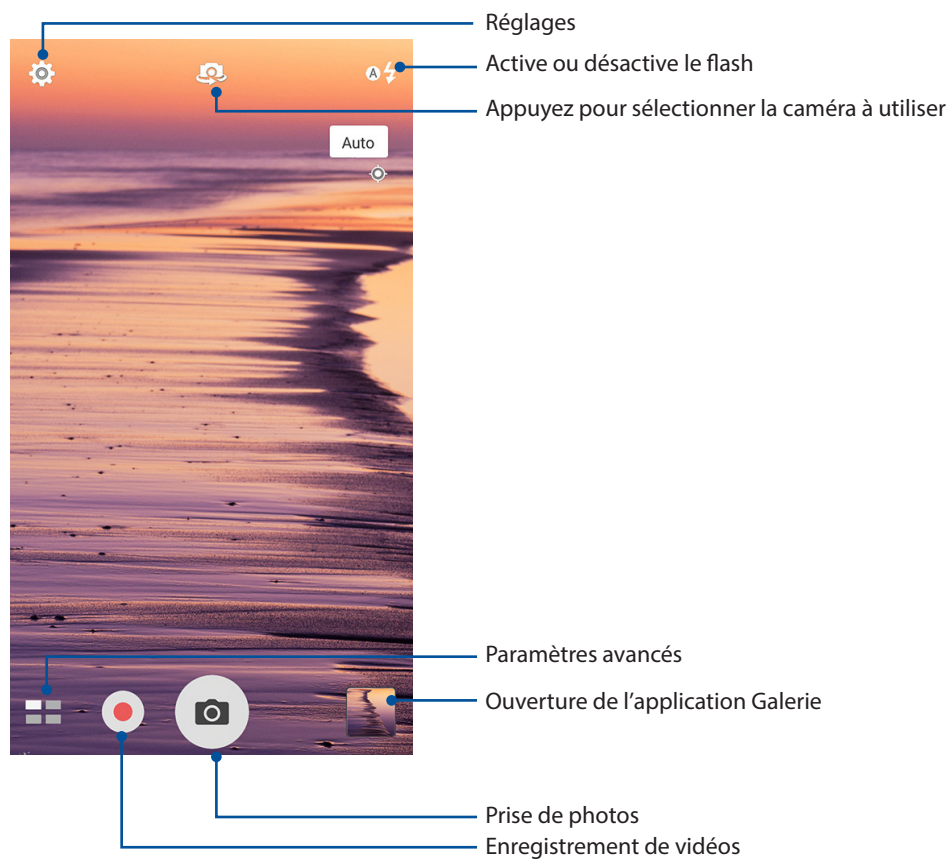 Réglages
Active ou désactive le flash
A
Appuyez pour sélectionner la caméra à utiliser
Auto
Paramètres avancés
Ouverture de l’application Galerie
Prise de photos
Enregistrement de vidéos